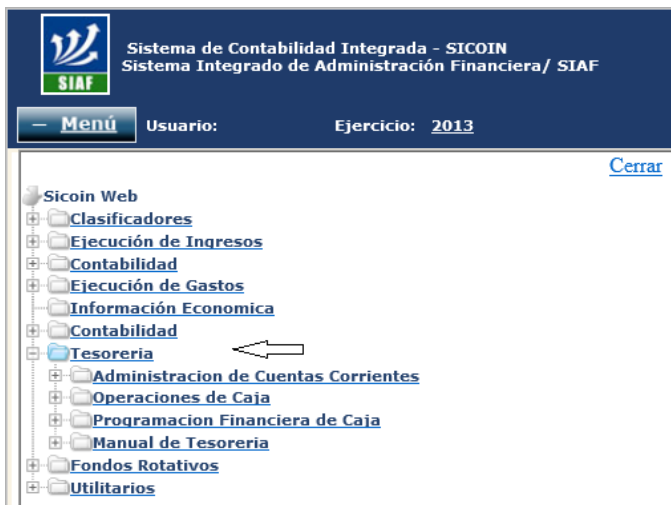 Sistema de Contabilidad Integrada - SICOIN
Sistema Integrado de Administración Financiera/ SIAF
SIAF
— Menú Usuario: Ejercicio: 2013
Cerrar
Sicoin Web
Clasificadores
Ejecución de Ingresos
Contabilidad
Ejecución de Gastos
Información Economica
Contabilidad
Tesoreria
Administracion de Cuentas Corrientes
Operaciones de Caja
Programacion Financiera de Caja
Manual de Tesoreria
Fondos Rotativos
Utilitarios